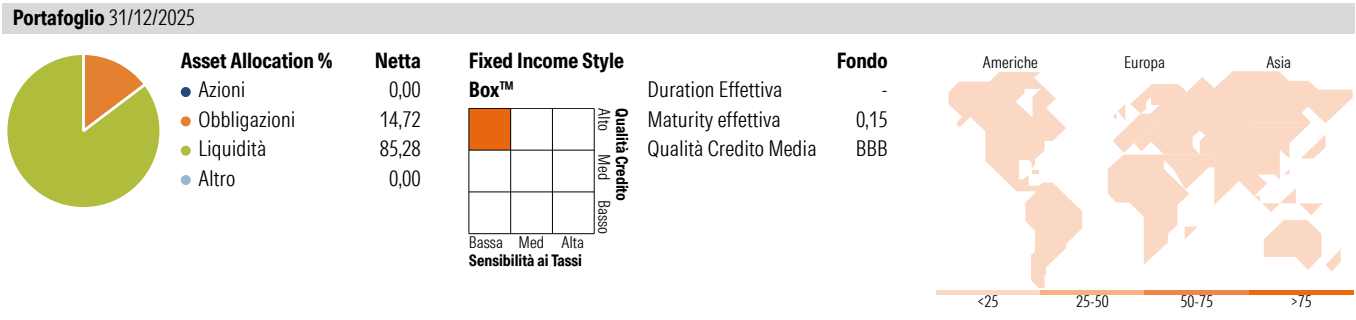 Portafoglio 31/12/2025
Asset Allocation % Netta
Azioni 0,00
Obbligazioni 14,72
Liquidità 85,28
Altro 0,00
Fixed Income Style
Box™
Alto
Med
Basso
Qualità Credito
Bassa Med Alta
Sensibilità ai Tassi
Fondo
Duration Effettiva -
Maturity effettiva 0,15
Qualità Credito Media BBB
Americhe Europa Asia
<25 25-50 50-75 >75